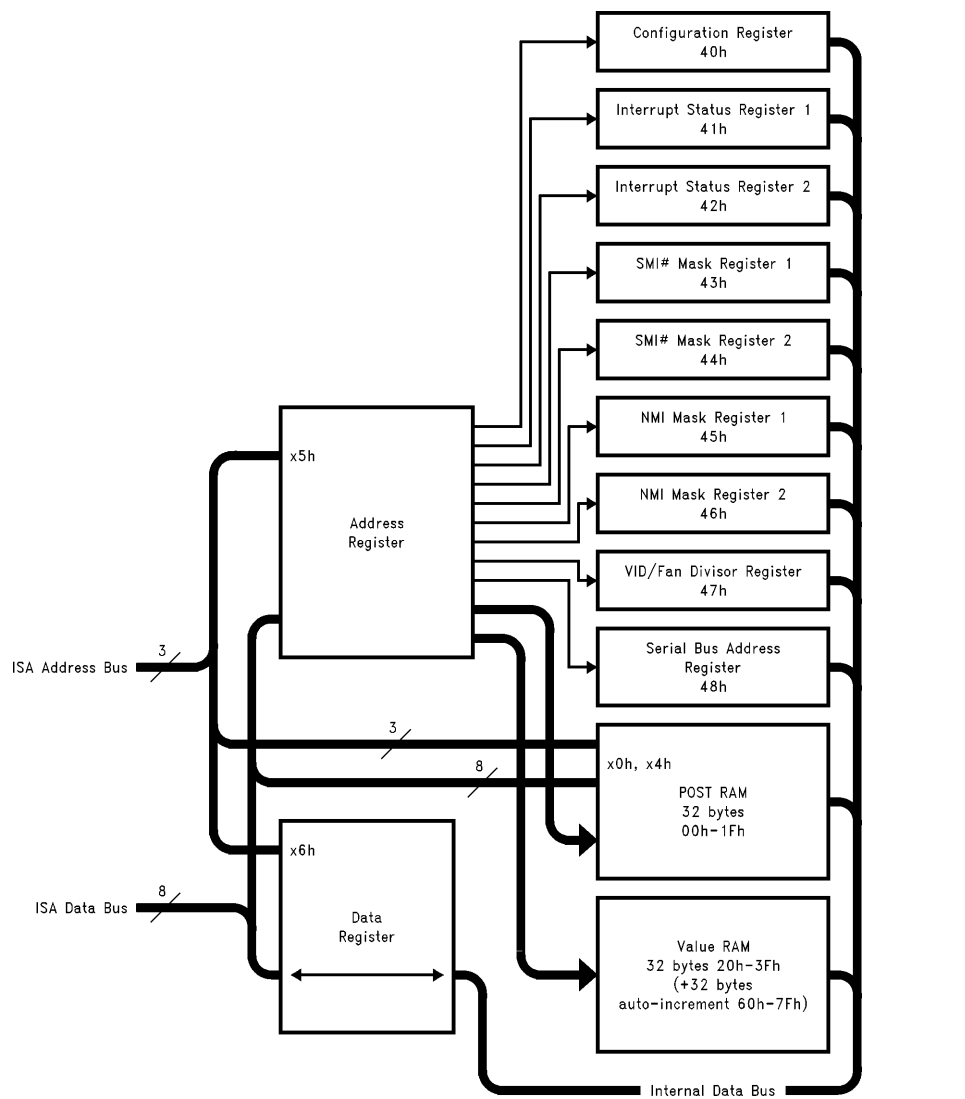 Configuration Register
40h
Interrupt Status Register 1
41h
Interrupt Status Register 2
42h
SMI# Mask Register 1
43h
SMI# Mask Register 2
44h
NMI Mask Register 1
45h
NMI Mask Register 2
46h
VID/Fan Divisor Register
47h
Serial Bus Address
Register
48h
x5h
Address
Register
ISA Address Bus
3
3
8
x0h, x4h
POST RAM
32 bytes
00h-1Fh
x6h
Data
Register
ISA Data Bus
8
Value RAM
32 bytes 20h-3Fh
(+32 bytes
auto-increment 60h-7Fh)
Internal Data Bus